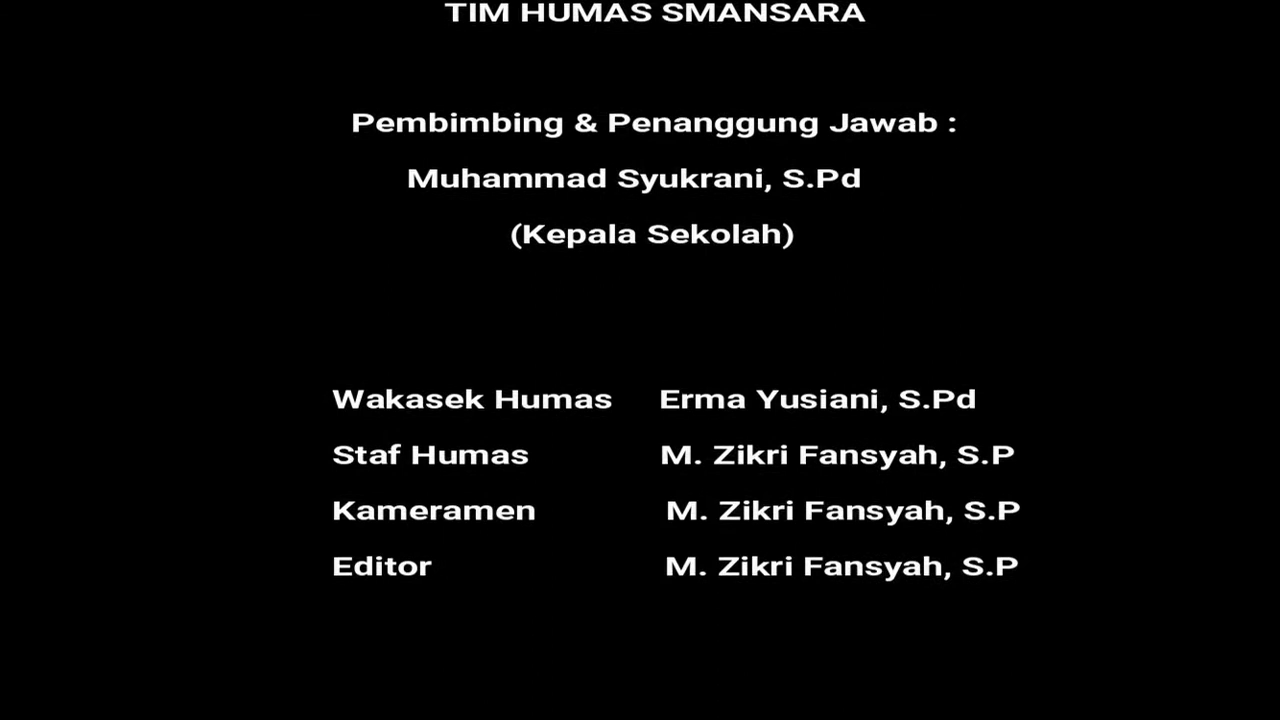 TIM HUMAS SMANSARA
Pembimbing & Penanggung Jawab :
Muhammad Syukrani, S.Pd
(Kepala Sekolah)
Wakasek Humas Erma Yusiani, S.Pd
Staf Humas M. Zikri Fansyah, S.P
Kameramen M. Zikri Fansyah, S.P
Editor M. Zikri Fansyah, S.P